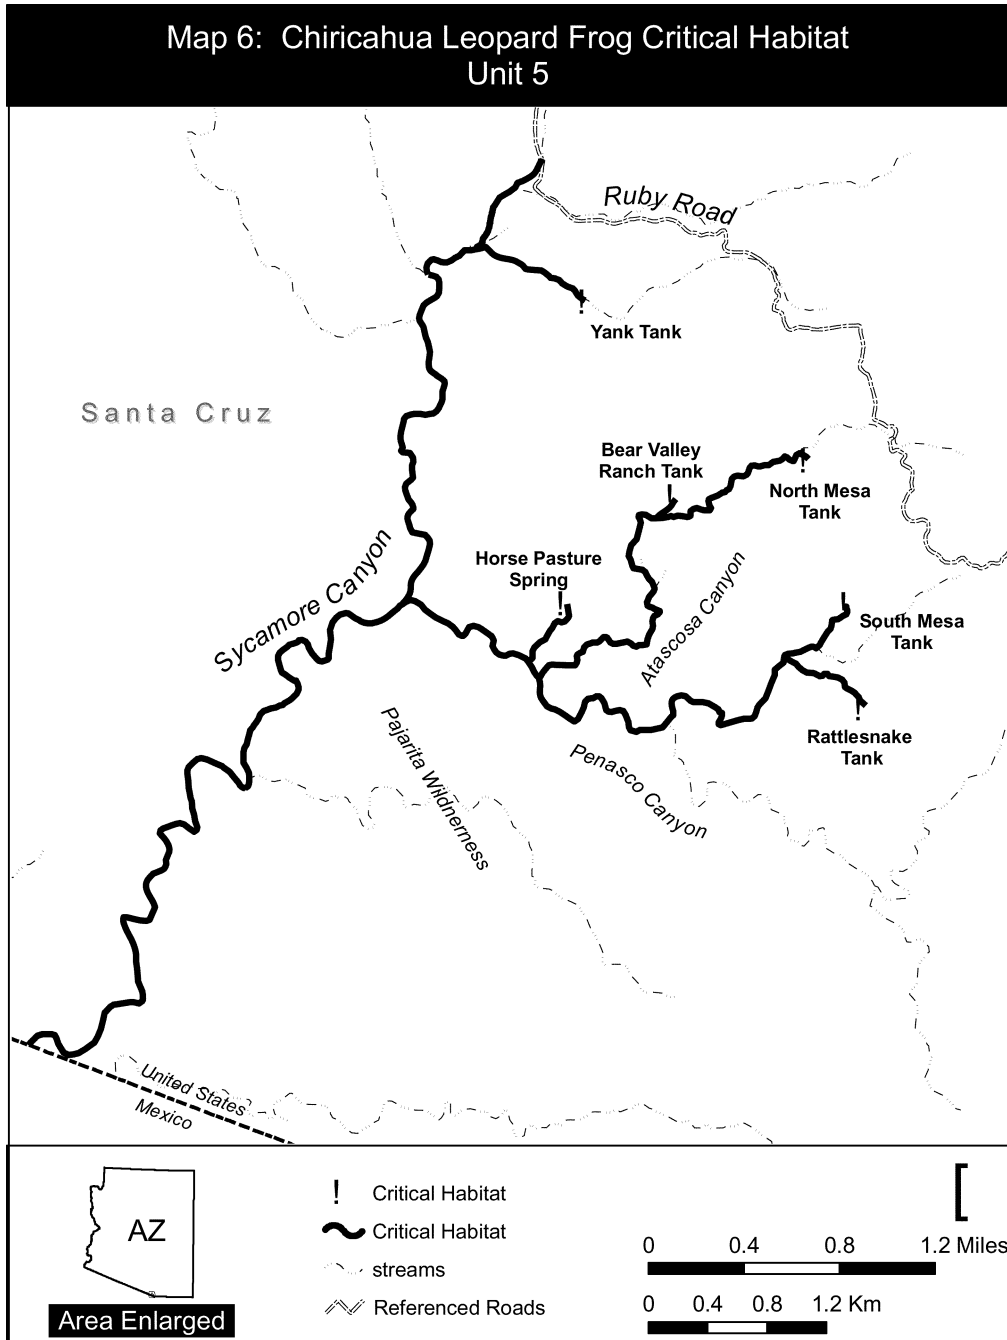 Map 6: Chiricahua Leopard Frog Critical Habitat
Unit 5
Ruby Road
Yank Tank
Santa Cruz
Bear Valley
Ranch Tank
North Mesa
Tank
Horse Pasture
Spring
Sycamore Canyon
Atascosa Canyon
South Mesa
Tank
Rattlesnake
Tank
Pajarita Wildnerness
Penasco Canyon
United States
Mexico
AZ
Area Enlarged
! Critical Habitat
Critical Habitat
streams
Referenced Roads
[
0 0.4 0.8 1.2 Miles
0 0.4 0.8 1.2 Km